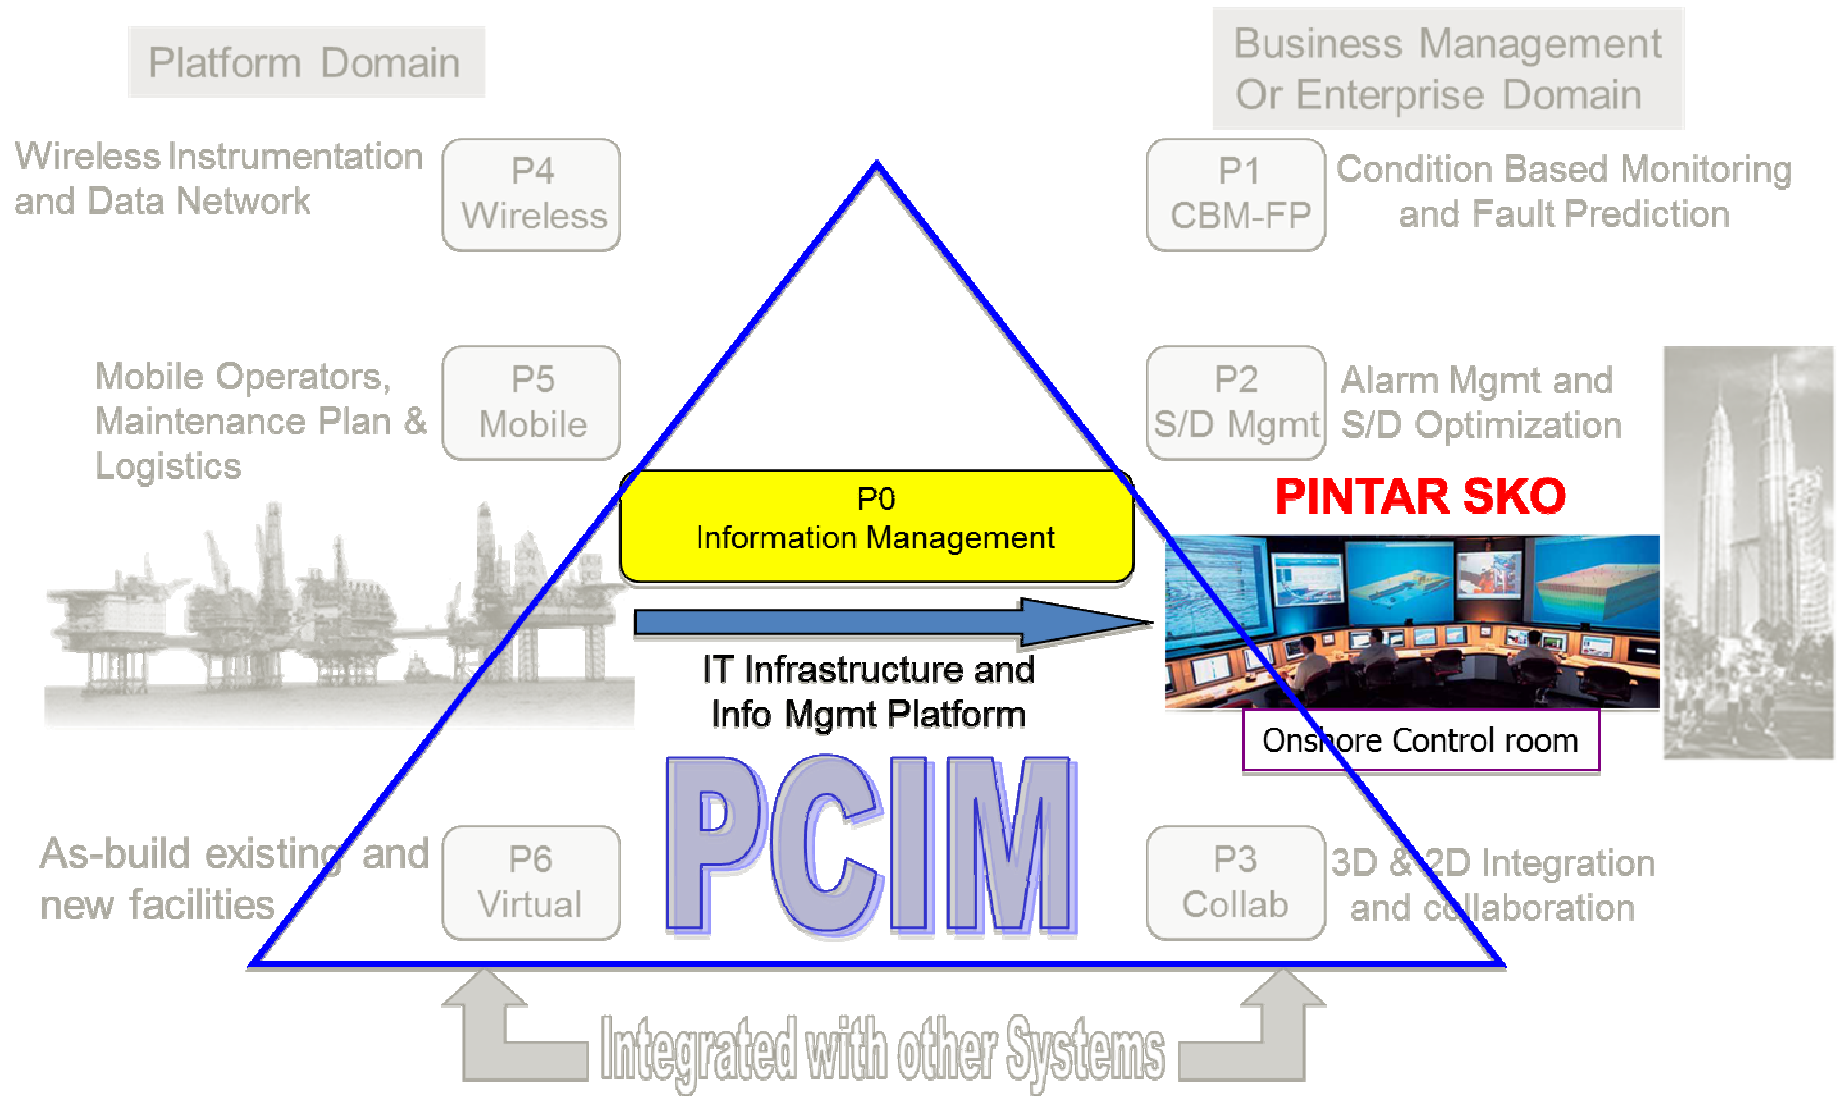 Platform Domain
Business Management
Or Enterprise Domain
Wireless Instrumentation
and Data Network
P4
Wireless
P1
CBM-FP
Condition Based Monitoring
and Fault Prediction
Mobile Operators,
Maintenance Plan &
Logistics
P5
Mobile
P2
S/D Mgmt
Alarm Mgmt and
S/D Optimization
PINTAR SKO
P0
Information Management
IT Infrastructure and
Info Mgmt Platform
Onshore Control room
PCIM
As-build existing and
new facilities
P6
Virtual
P3
Collab
3D & 2D Integration
and collaboration
Integrated with other Systems